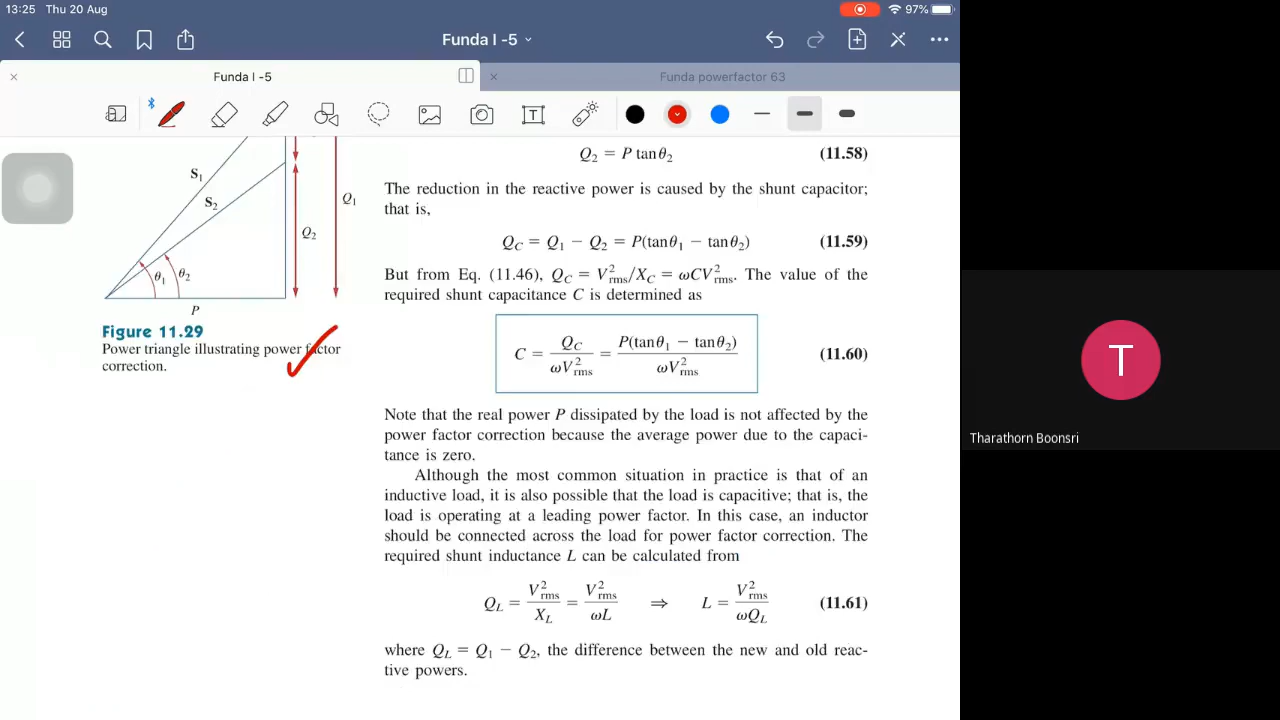 13:25 Thu 20 Aug
97%
Funda I -5
Funda I -5
Funda powerfactor 63
T
S₁
S₂
Q₁
Q₂
θ₁
θ₂
P
Figure 11.29
Power triangle illustrating power factor
correction.
Q₂ = P tan θ₂ (11.58)
The reduction in the reactive power is caused by the shunt capacitor;
that is,
Q_C = Q₁ − Q₂ = P(tan θ₁ − tan θ₂) (11.59)
But from Eq. (11.46), Q_C = V²rms/X_C = ωCV²rms. The value of the
required shunt capacitance C is determined as
C = Q_C/ωV²rms = P(tan θ₁ − tan θ₂)/ωV²rms (11.60)
Note that the real power P dissipated by the load is not affected by the
power factor correction because the average power due to the capaci-
tance is zero.
Although the most common situation in practice is that of an
inductive load, it is also possible that the load is capacitive; that is, the
load is operating at a leading power factor. In this case, an inductor
should be connected across the load for power factor correction. The
required shunt inductance L can be calculated from
Q_L = V²rms/X_L = V²rms/ωL ⇒ L = V²rms/ωQ_L (11.61)
where Q_L = Q₁ − Q₂, the difference between the new and old reac-
tive powers.
T
Tharathorn Boonsri